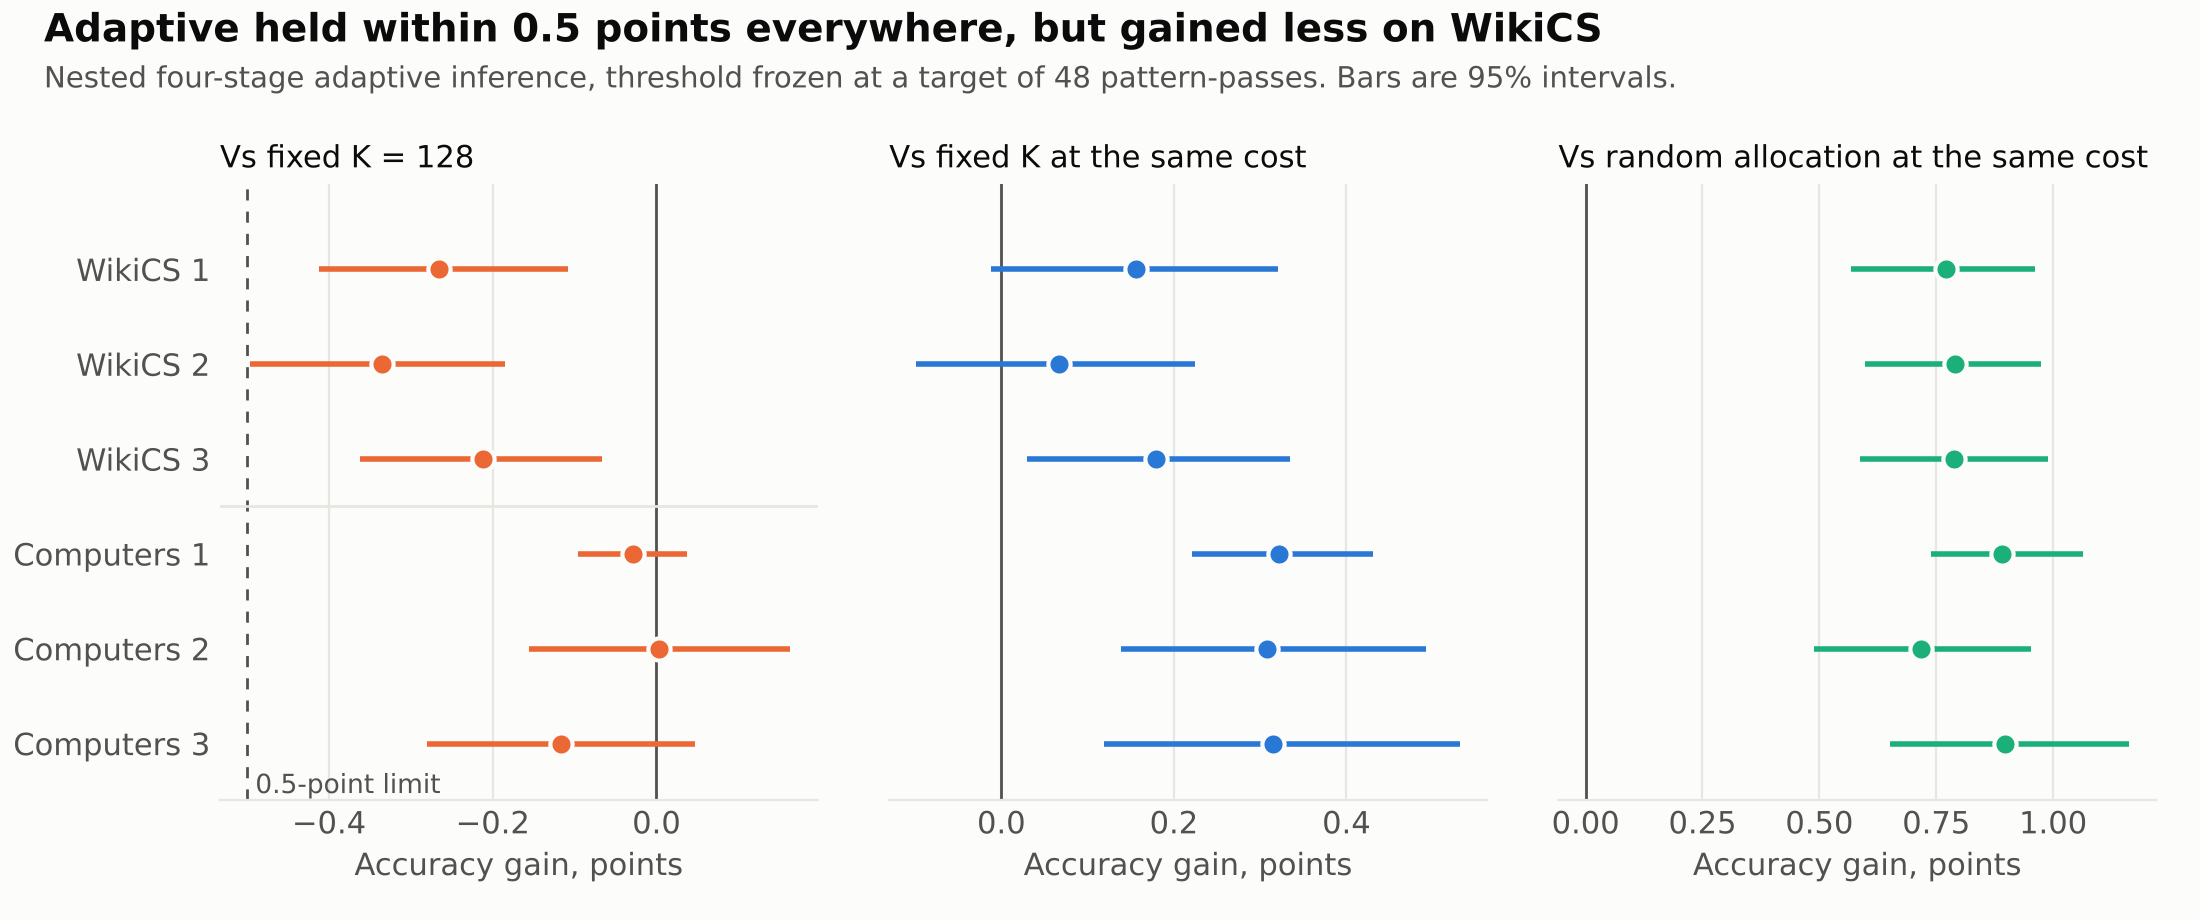 Adaptive held within 0.5 points everywhere, but gained less on WikiCS
Nested four-stage adaptive inference, threshold frozen at a target of 48 pattern-passes. Bars are 95% intervals.
Vs fixed K = 128
Vs fixed K at the same cost
Vs random allocation at the same cost
WikiCS 1
WikiCS 2
WikiCS 3
Computers 1
Computers 2
Computers 3
0.5-point limit
−0.4 −0.2 0.0
Accuracy gain, points
0.0 0.2 0.4
Accuracy gain, points
0.00 0.25 0.50 0.75 1.00
Accuracy gain, points